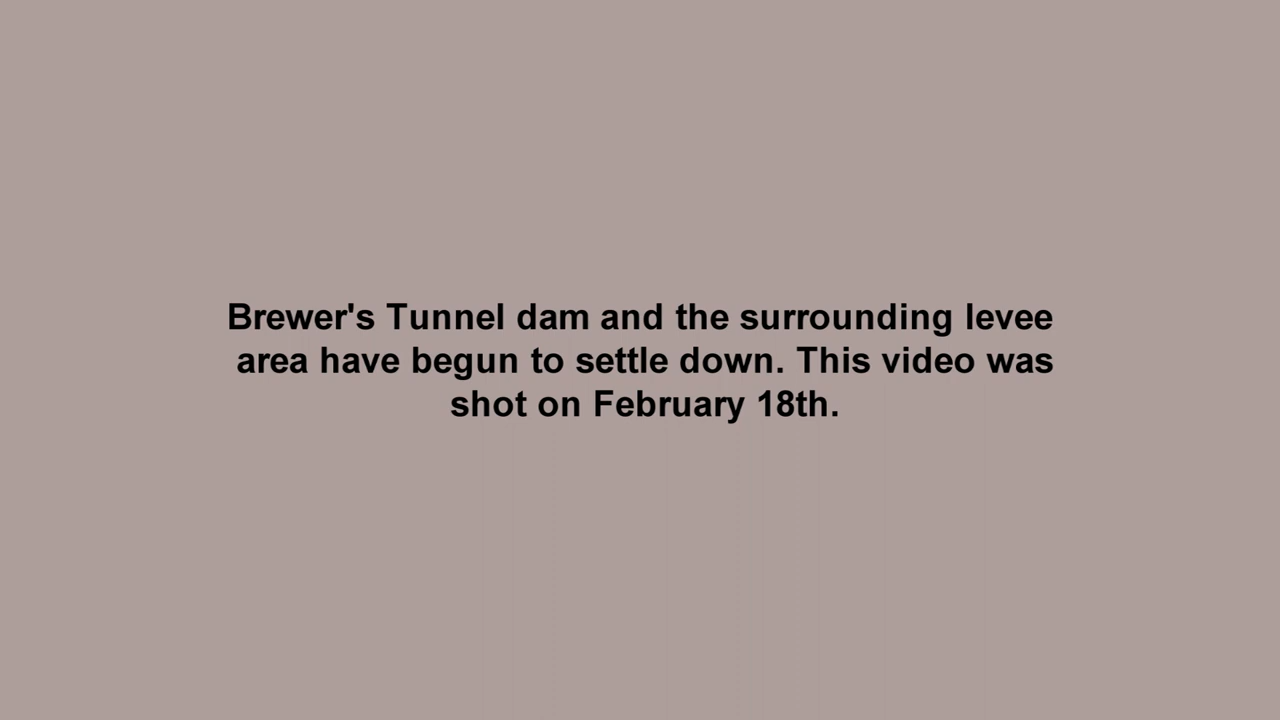 Brewer's Tunnel dam and the surrounding levee
area have begun to settle down. This video was
shot on February 18th.